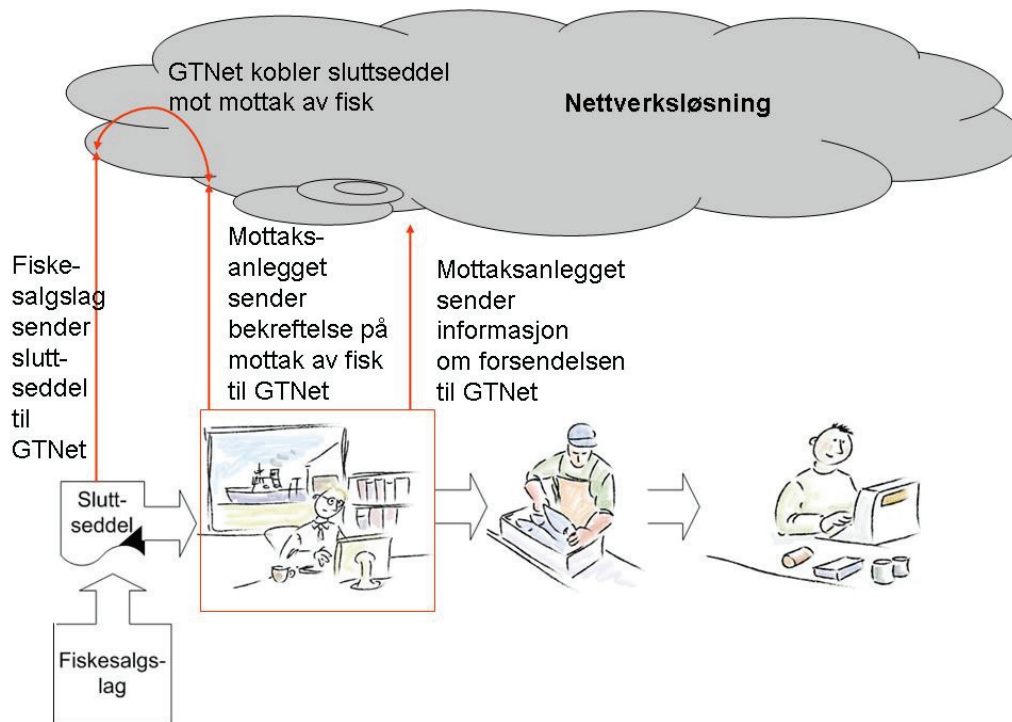 GTNet kobler sluttseddel
mot mottak av fisk
Nettverksløsning
Fiske-
salgslag
sender
slutt-
seddel
til
GTNet
Mottaks-
anlegget
sender
bekreftelse på
mottak av fisk
til GTNet
Mottaksanlegget
sender
informasjon
om forsendelsen
til GTNet
Slutt-
seddel
Fiskesalgs-
lag